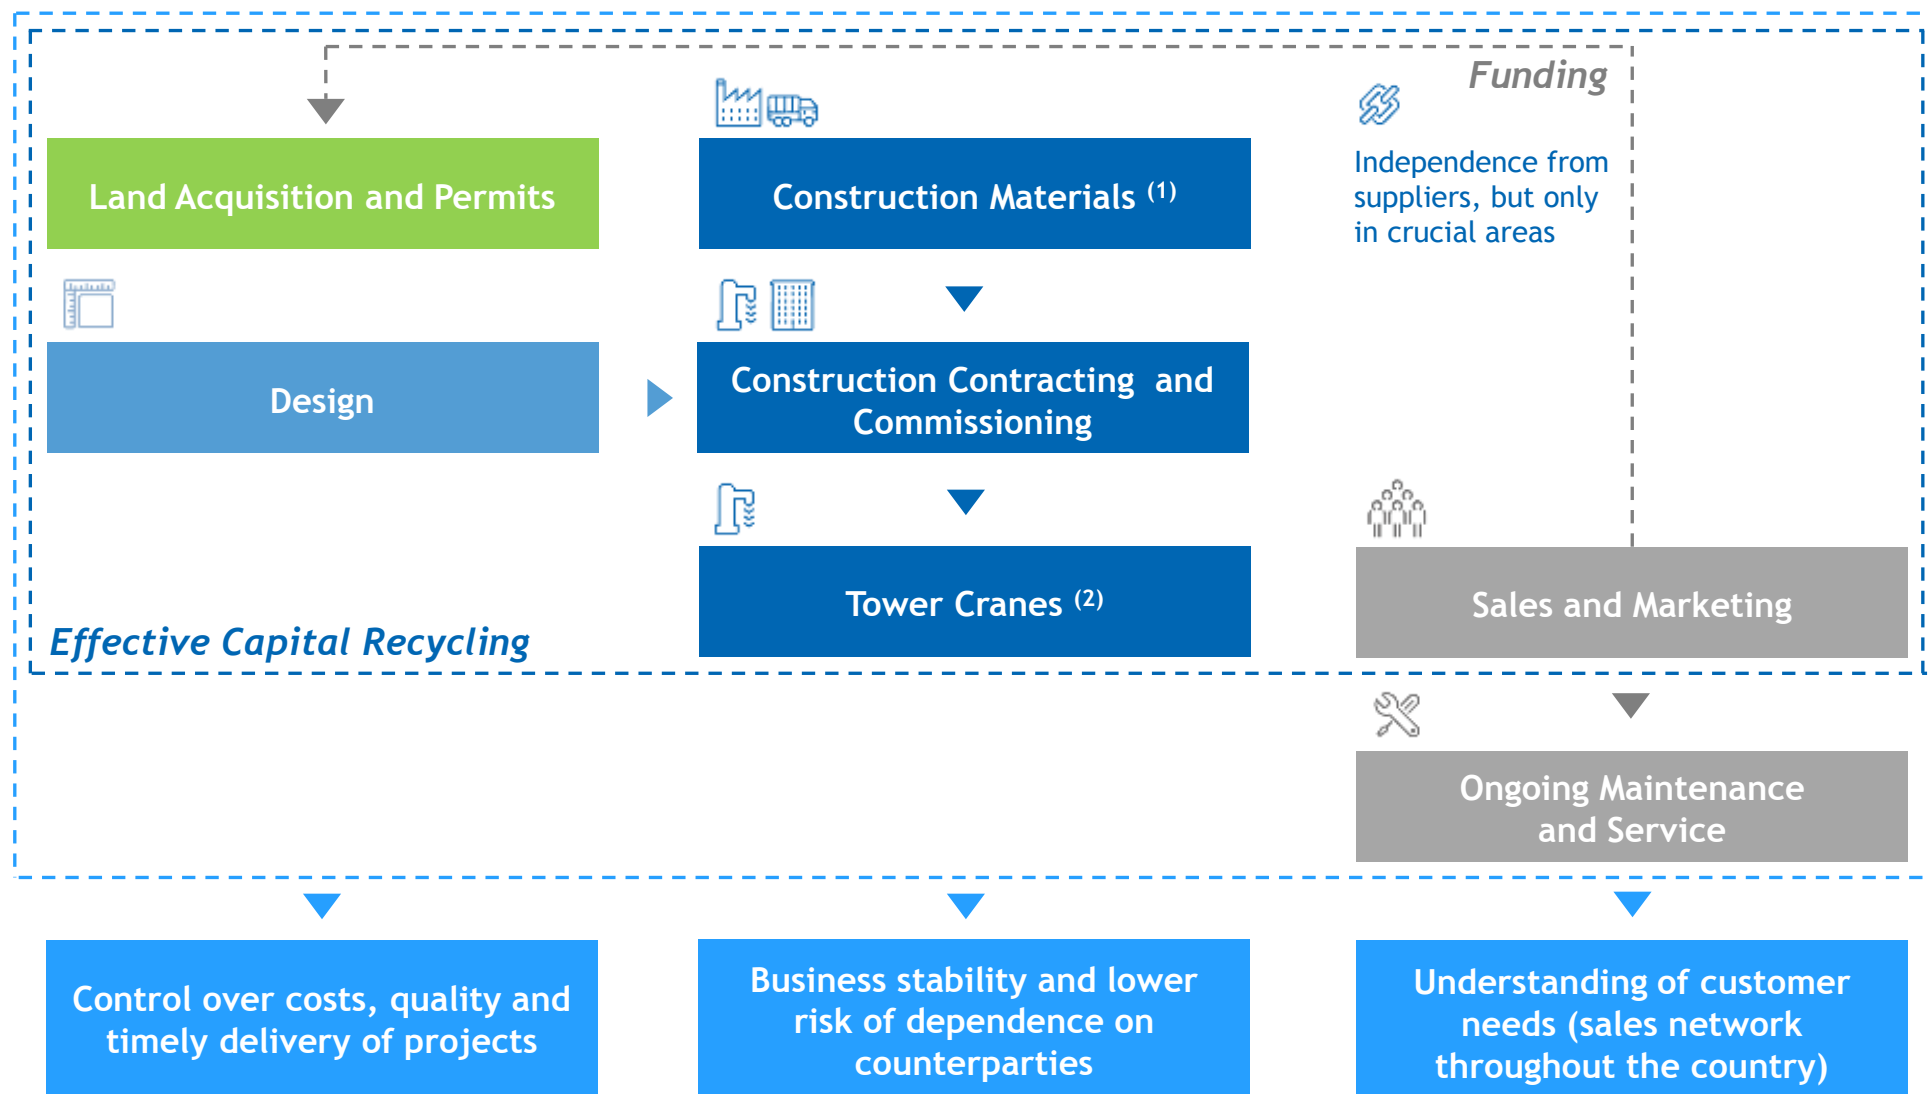 Funding
Land Acquisition and Permits
Construction Materials (1)
Independence from
suppliers, but only
in crucial areas
Design
Construction Contracting and
Commissioning
Tower Cranes (2)
Sales and Marketing
Effective Capital Recycling
Ongoing Maintenance
and Service
Control over costs, quality and
timely delivery of projects
Business stability and lower
risk of dependence on
counterparties
Understanding of customer
needs (sales network
throughout the country)